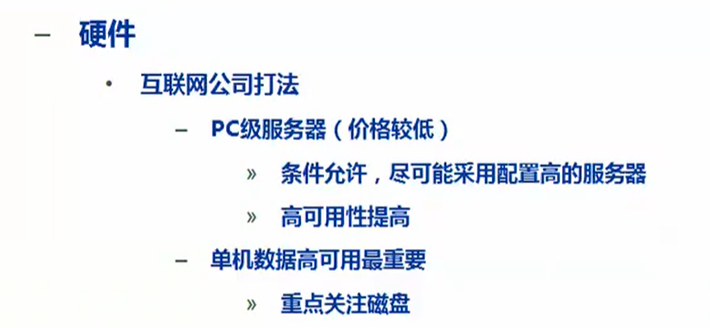 – 硬件
• 互联网公司打法
– PC级服务器（价格较低）
» 条件允许，尽可能采用配置高的服务器
» 高可用性提高
– 单机数据高可用最重要
» 重点关注磁盘